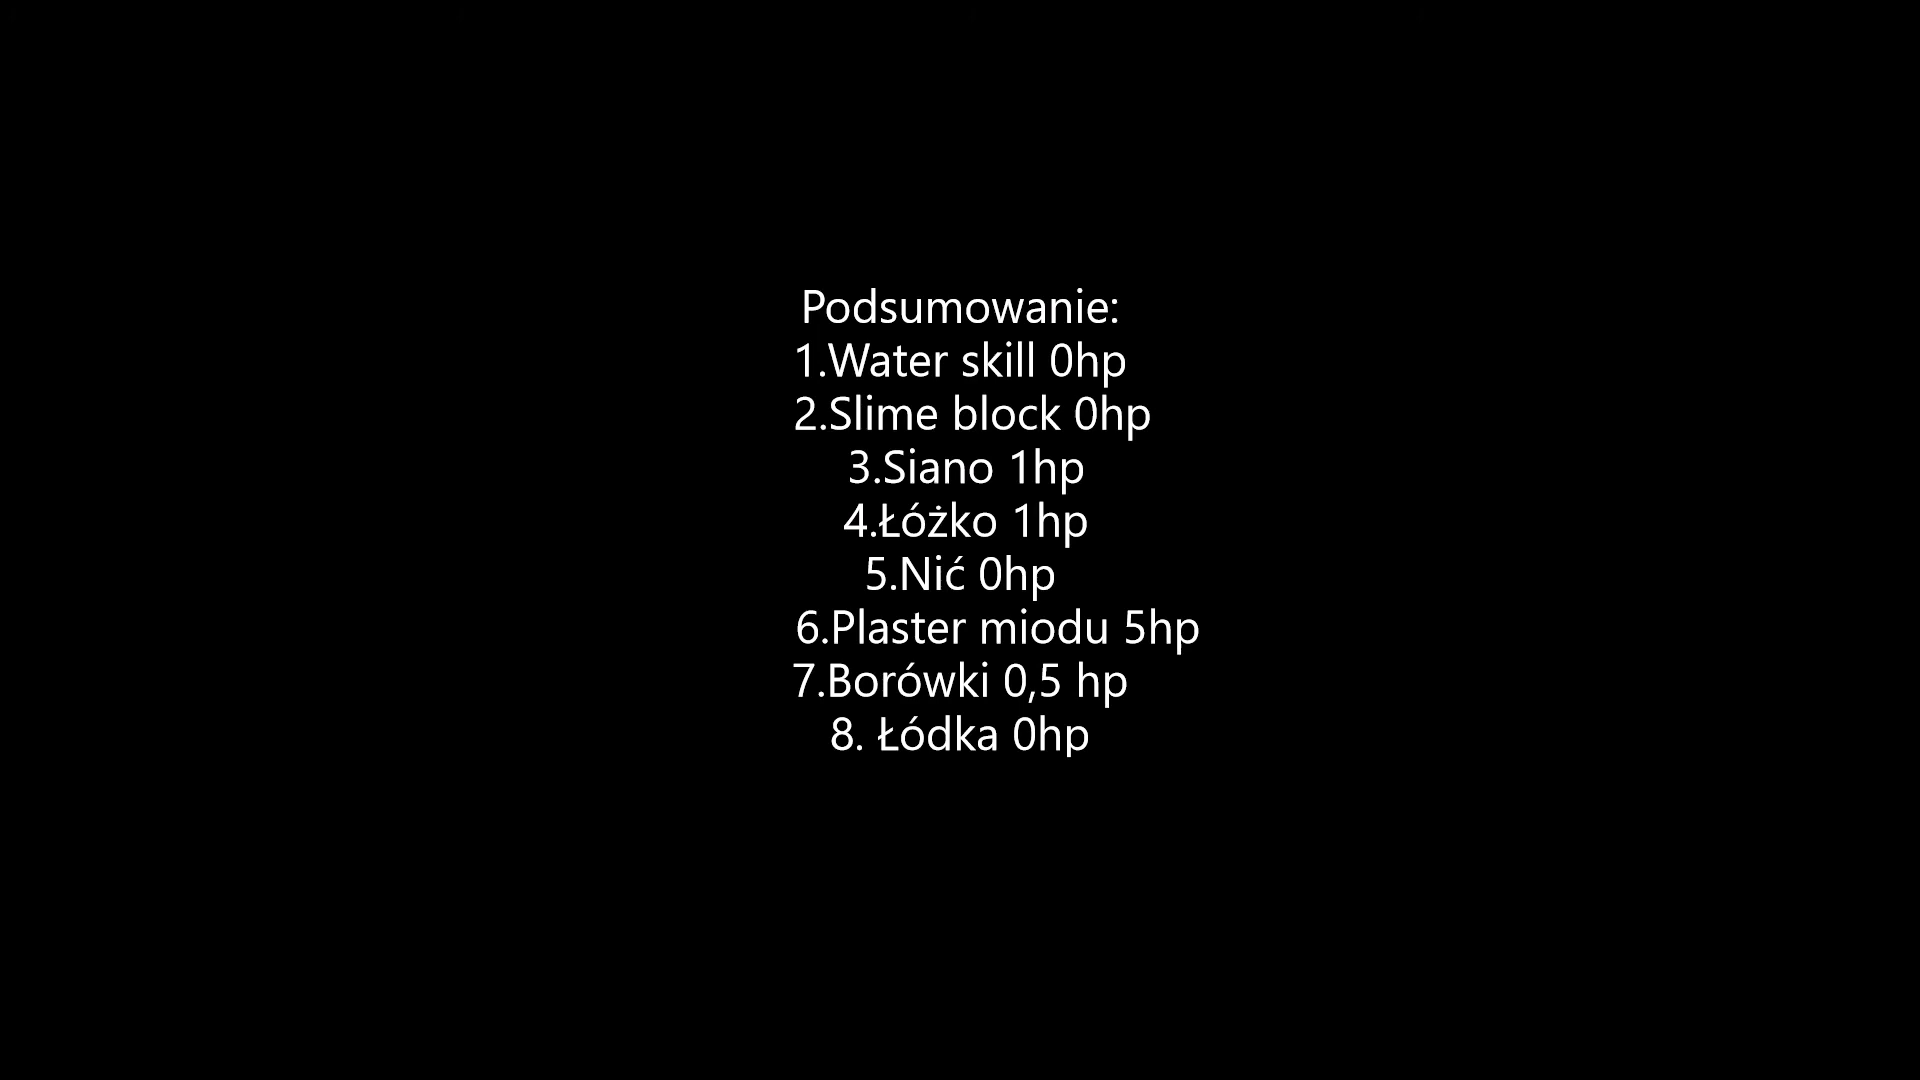 Podsumowanie:
1.Water skill 0hp
2.Slime block 0hp
3.Siano 1hp
4.Łóżko 1hp
5.Nić 0hp
6.Plaster miodu 5hp
7.Borówki 0,5 hp
8. Łódka 0hp